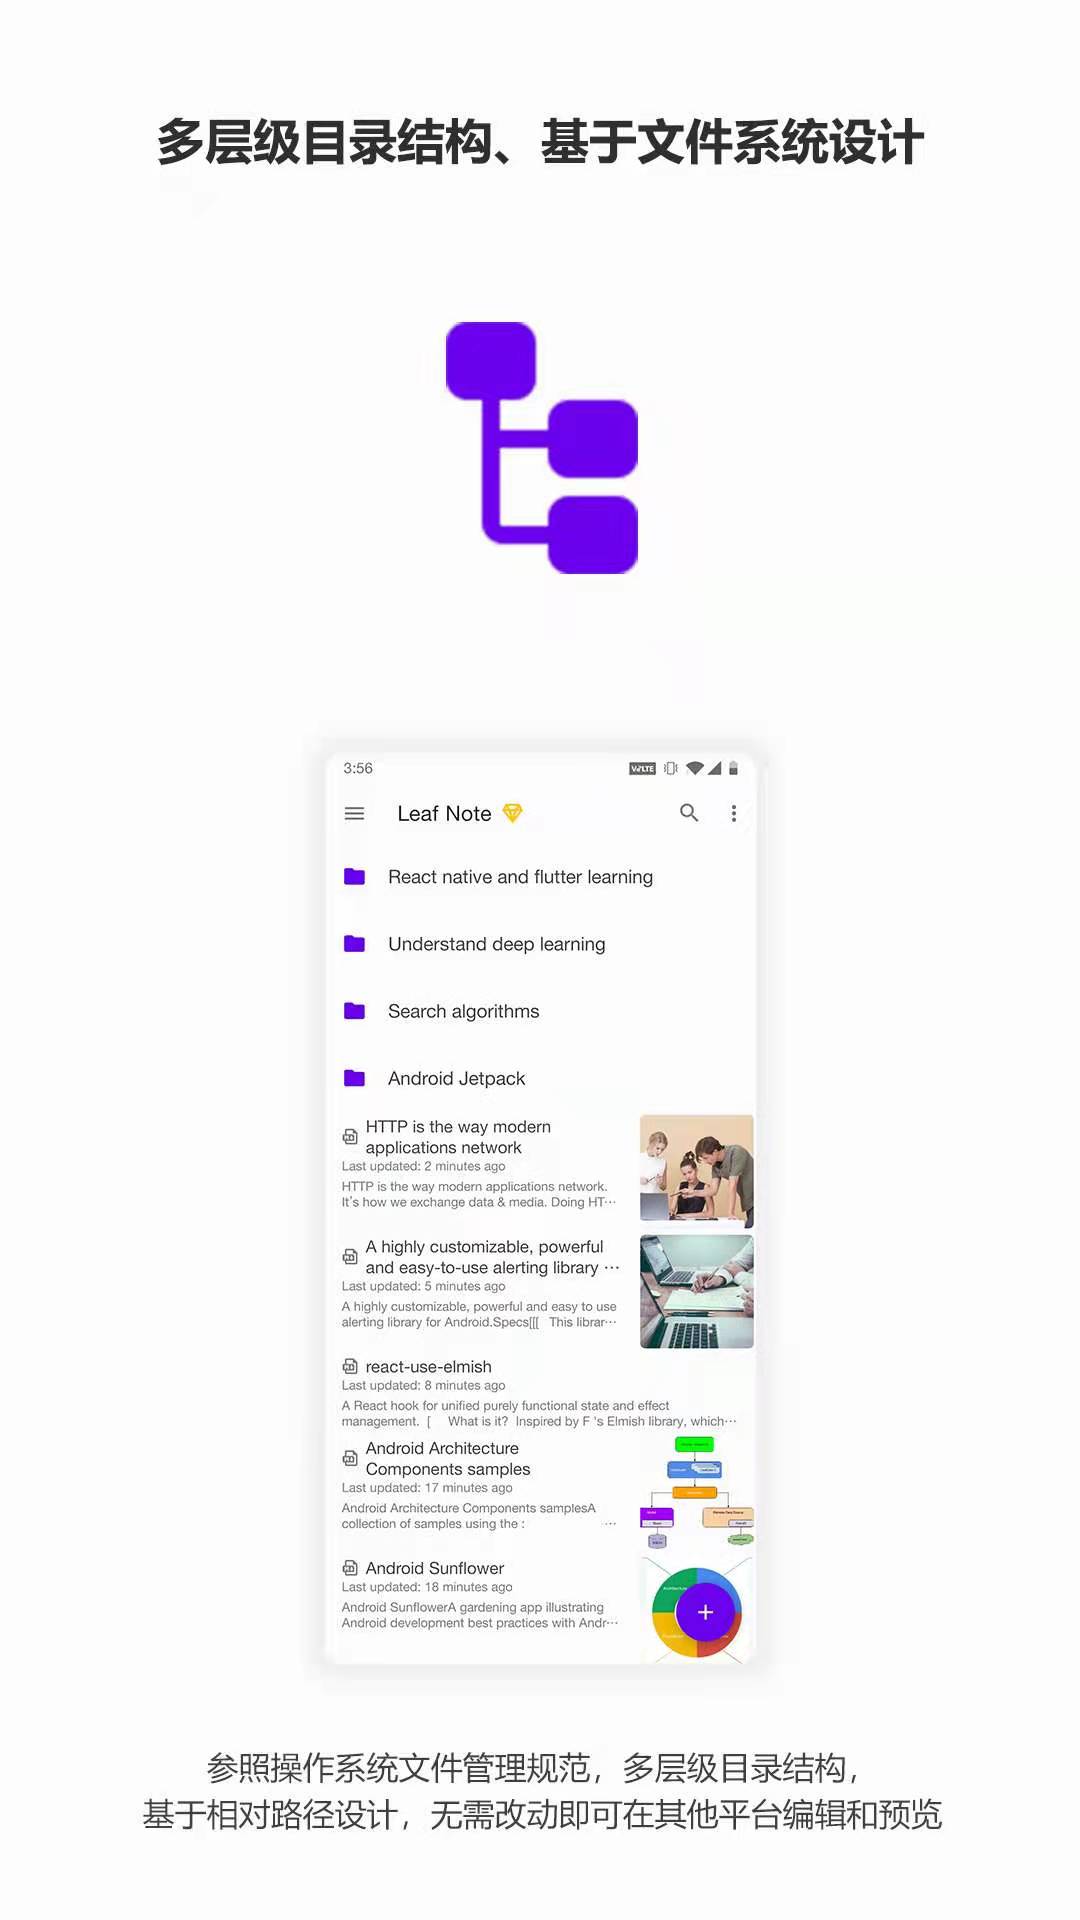 多层级目录结构、基于文件系统设计
3:56
VoLTE
Leaf Note
React native and flutter learning
Understand deep learning
Search algorithms
Android Jetpack
HTTP is the way modern
applications network
Last updated: 2 minutes ago
HTTP is the way modern applications network.
It's how we exchange data & media. Doing HT···
A highly customizable, powerful
and easy-to-use alerting library ···
Last updated: 5 minutes ago
A highly customizable, powerful and easy to use
alerting library for Android.Specs[[[ This librar···
react-use-elmish
Last updated: 8 minutes ago
A React hook for unified purely functional state and effect
management. [ What is it? Inspired by F 's Elmish library, which···
Android Architecture
Components samples
Last updated: 17 minutes ago
Android Architecture Components samplesA
collection of samples using the : ···
Android Sunflower
Last updated: 18 minutes ago
Android SunflowerA gardening app illustrating
Android development best practices with Andr···
参照操作系统文件管理规范，多层级目录结构，
基于相对路径设计，无需改动即可在其他平台编辑和预览